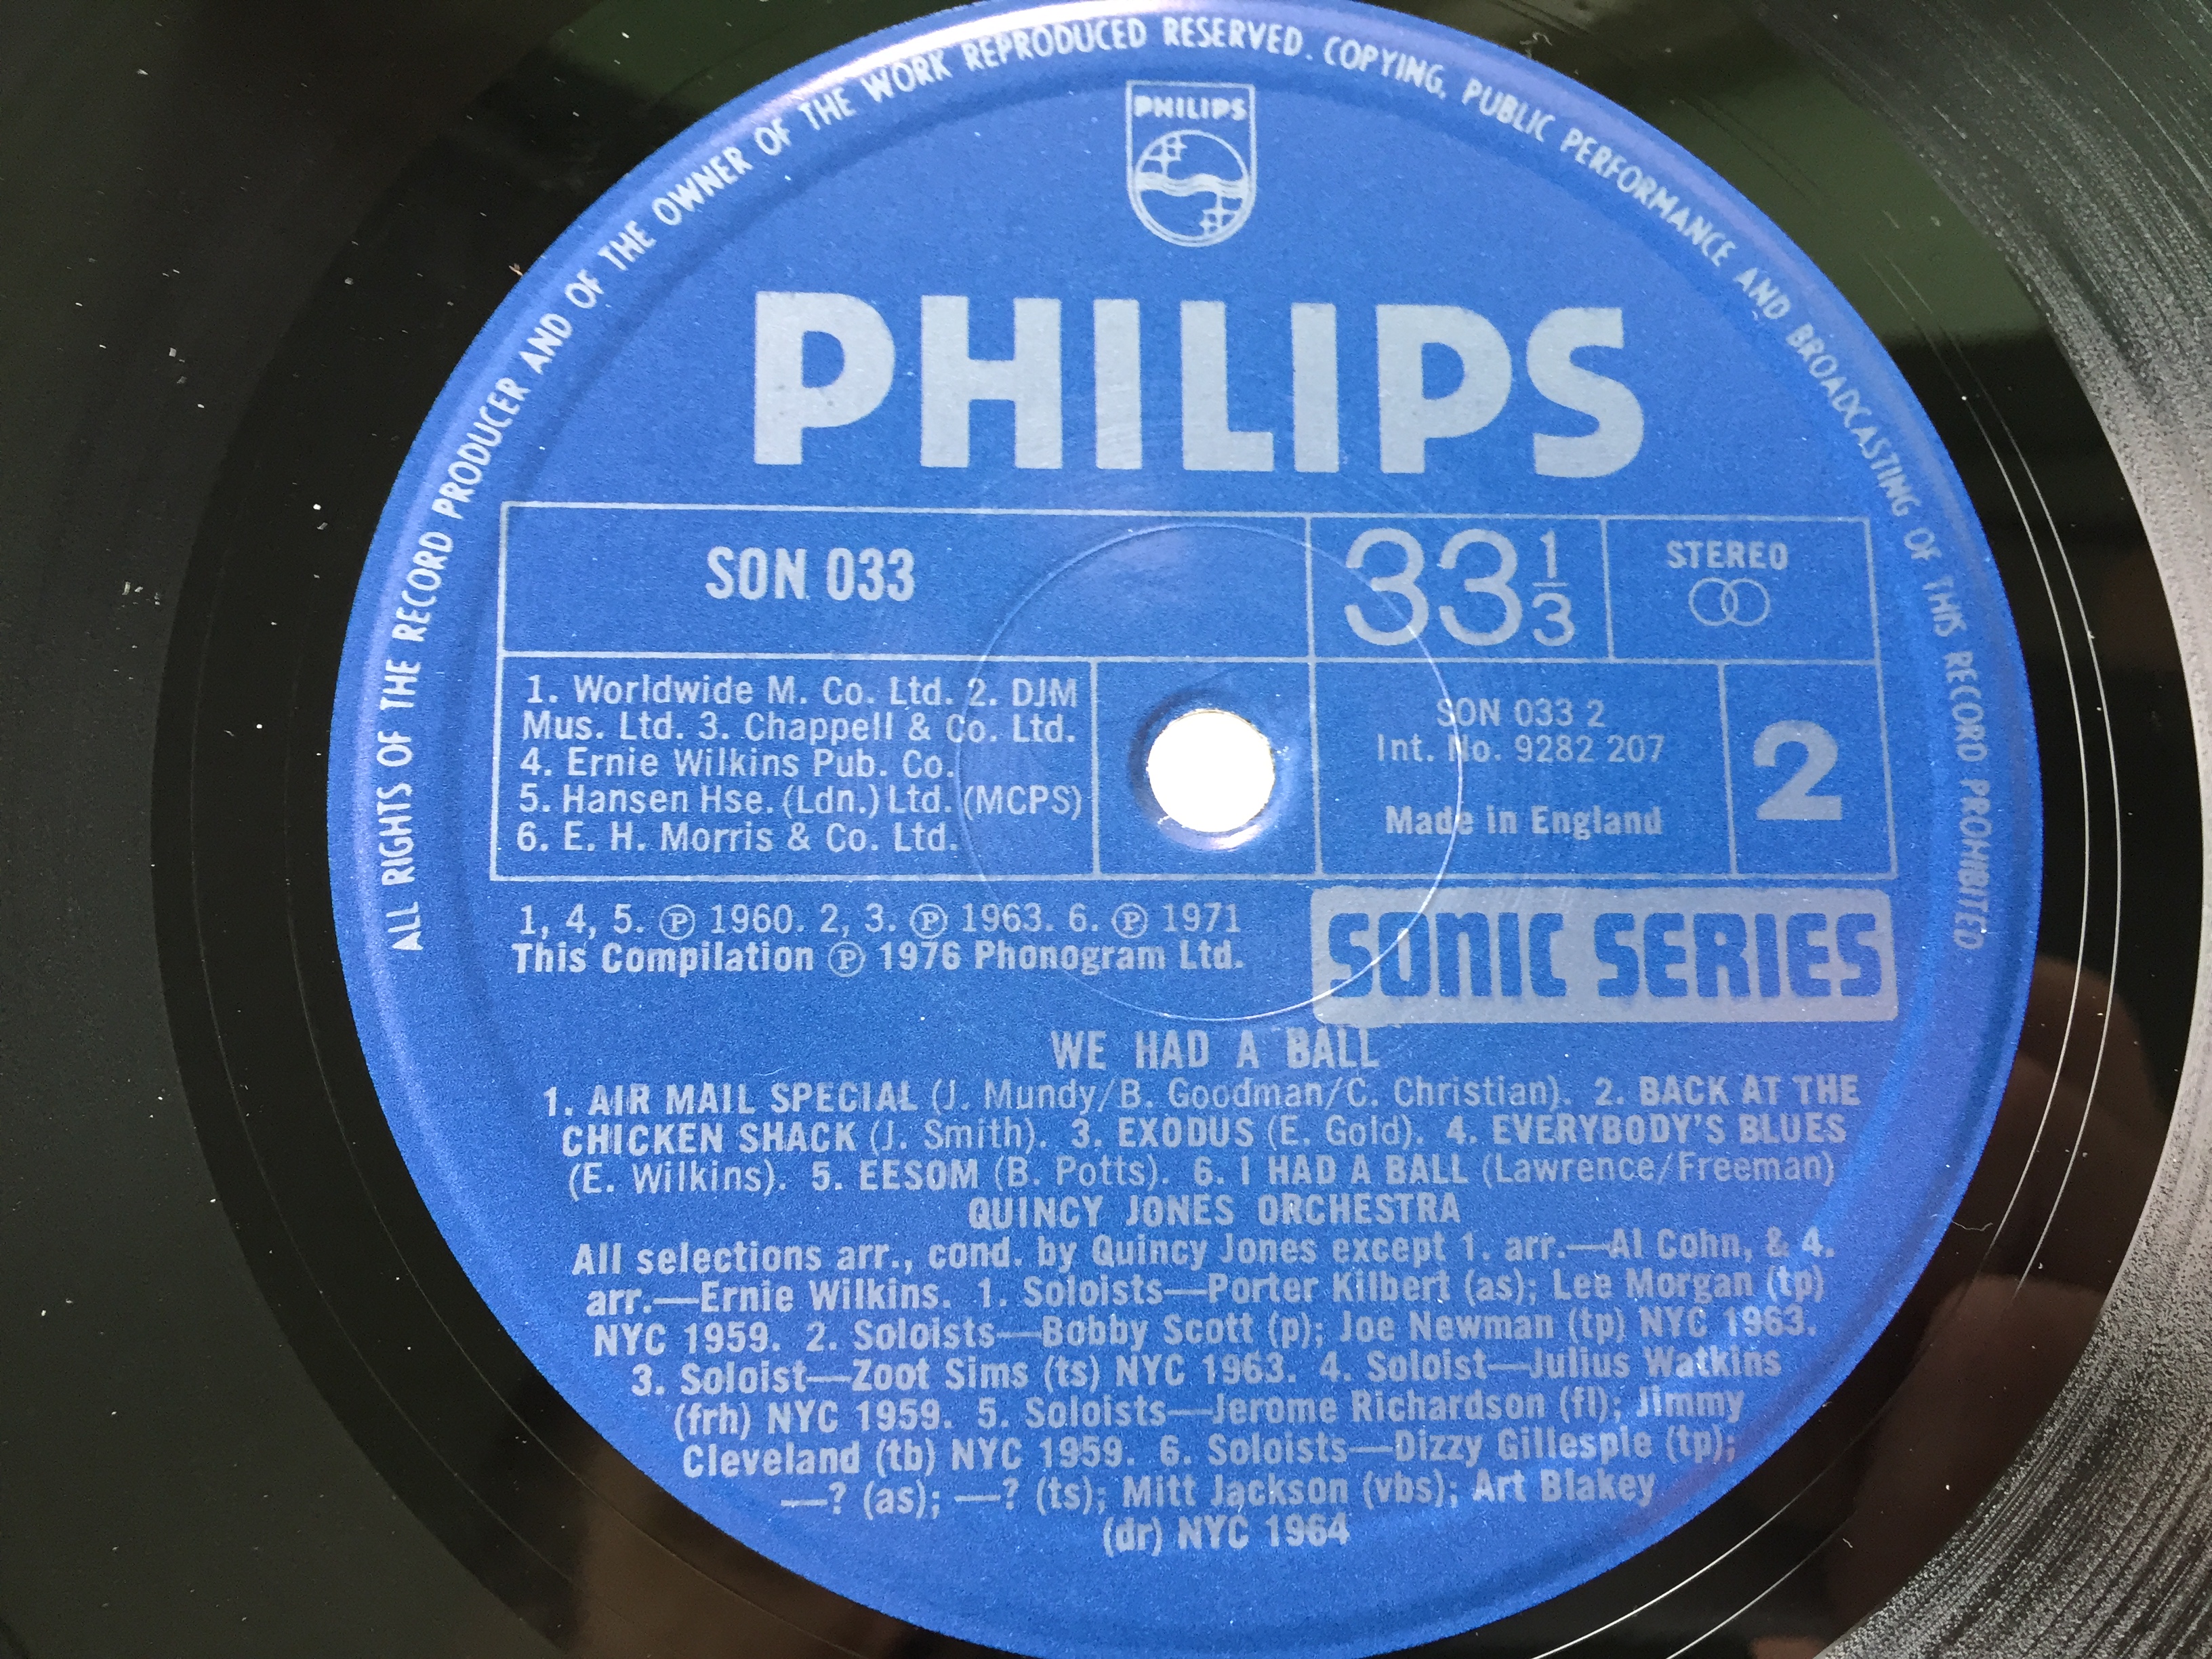 ALL RIGHTS OF THE RECORD PRODUCER AND OF THE OWNER OF THE WORK REPRODUCED RESERVED. COPYING, PUBLIC PERFORMANCE AND BROADCASTING OF THIS RECORD PROHIBITED
PHILIPS
PHILIPS
SON 033
33 1/3
STEREO
1. Worldwide M. Co. Ltd. 2. DJM
Mus. Ltd. 3. Chappell & Co. Ltd.
4. Ernie Wilkins Pub. Co.
5. Hansen Hse. (Ldn.) Ltd. (MCPS)
6. E. H. Morris & Co. Ltd.
SON 033 2
Int. No. 9282 207
Made in England
2
1, 4, 5. Ⓟ 1960. 2, 3. Ⓟ 1963. 6. Ⓟ 1971
This Compilation Ⓟ 1976 Phonogram Ltd.
SONIC SERIES
WE HAD A BALL
1. AIR MAIL SPECIAL (J. Mundy/B. Goodman/C. Christian). 2. BACK AT THE
CHICKEN SHACK (J. Smith). 3. EXODUS (E. Gold). 4. EVERYBODY'S BLUES
(E. Wilkins). 5. EESOM (B. Potts). 6. I HAD A BALL (Lawrence/Freeman)
QUINCY JONES ORCHESTRA
All selections arr., cond. by Quincy Jones except 1. arr.—Al Cohn, & 4.
arr.—Ernie Wilkins. 1. Soloists—Porter Kilbert (as); Lee Morgan (tp)
NYC 1959. 2. Soloists—Bobby Scott (p); Joe Newman (tp) NYC 1963.
3. Soloist—Zoot Sims (ts) NYC 1963. 4. Soloist—Julius Watkins
(frh) NYC 1959. 5. Soloists—Jerome Richardson (fl); Jimmy
Cleveland (tb) NYC 1959. 6. Soloists—Dizzy Gillespie (tp);
—? (as); —? (ts); Mitt Jackson (vbs); Art Blakey
(dr) NYC 1964